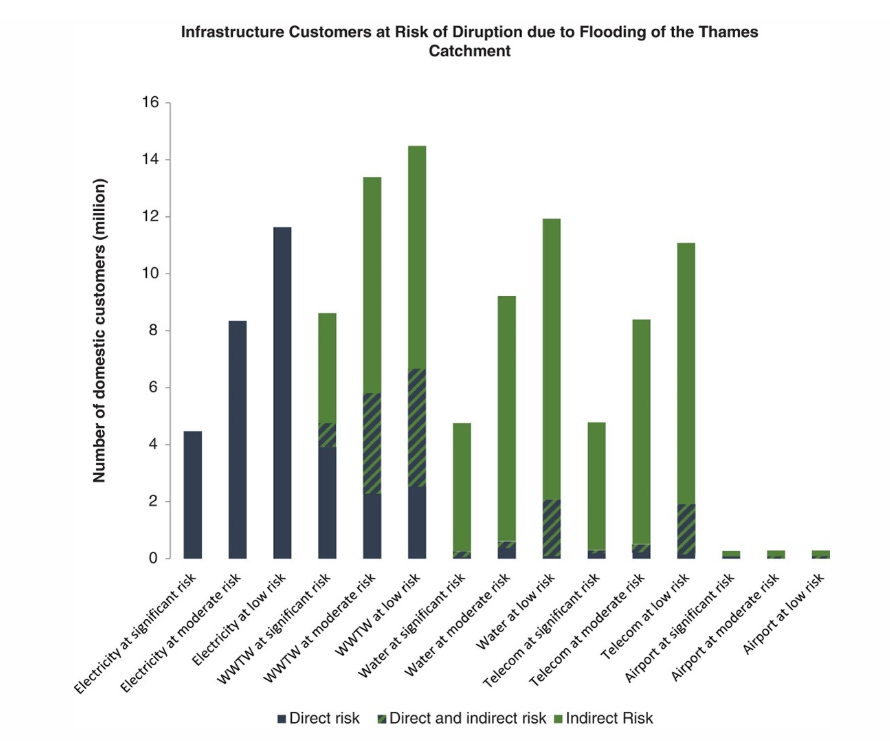 Infrastructure Customers at Risk of Diruption due to Flooding of the Thames
Catchment
Number of domestic customers (million)
16
14
12
10
8
6
4
2
0
Electricity at significant risk
Electricity at moderate risk
Electricity at low risk
WWTW at significant risk
WWTW at moderate risk
WWTW at low risk
Water at significant risk
Water at moderate risk
Water at low risk
Telecom at significant risk
Telecom at moderate risk
Telecom at low risk
Airport at significant risk
Airport at moderate risk
Airport at low risk
Direct risk Direct and indirect risk Indirect Risk